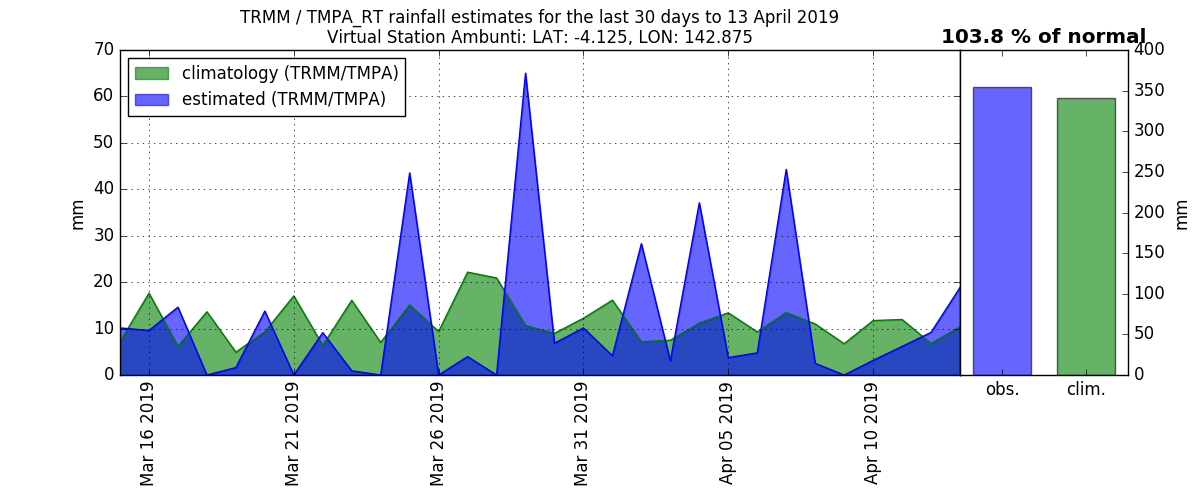 TRMM / TMPA_RT rainfall estimates for the last 30 days to 13 April 2019
Virtual Station Ambunti: LAT: -4.125, LON: 142.875
103.8 % of normal
climatology (TRMM/TMPA)
estimated (TRMM/TMPA)
70
60
50
40
30
20
10
0
mm
Mar 16 2019
Mar 21 2019
Mar 26 2019
Mar 31 2019
Apr 05 2019
Apr 10 2019
400
350
300
250
200
150
100
50
0
mm
obs.
clim.